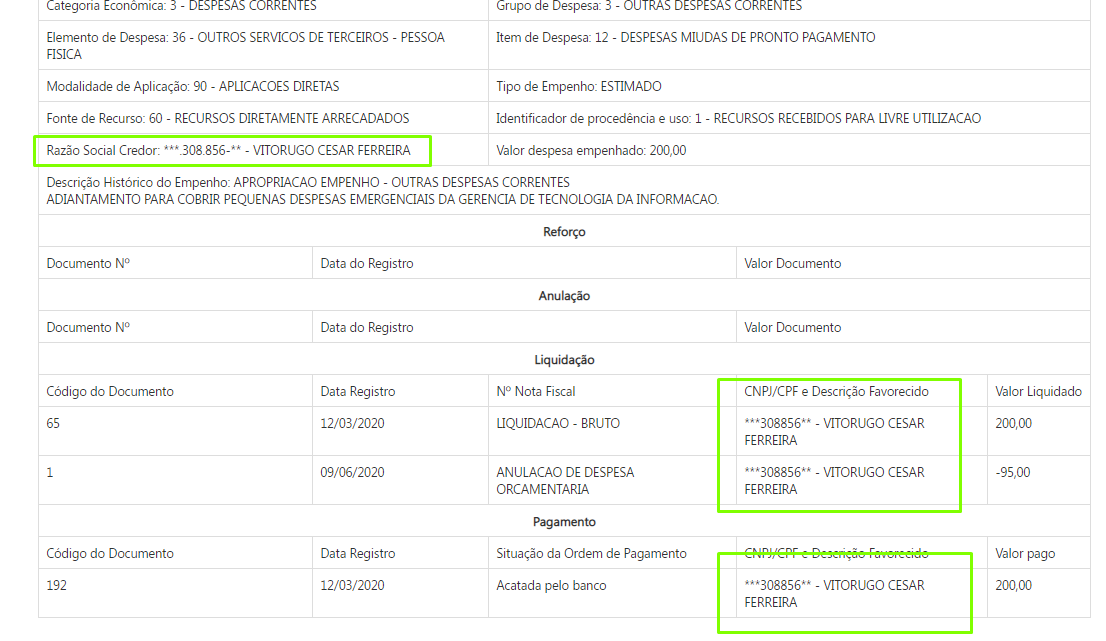 Categoria Econômica: 3 - DESPESAS CORRENTES
Grupo de Despesa: 3 - OUTRAS DESPESAS CORRENTES
Elemento de Despesa: 36 - OUTROS SERVICOS DE TERCEIROS - PESSOA
FISICA
Item de Despesa: 12 - DESPESAS MIUDAS DE PRONTO PAGAMENTO
Modalidade de Aplicação: 90 - APLICACOES DIRETAS
Tipo de Empenho: ESTIMADO
Fonte de Recurso: 60 - RECURSOS DIRETAMENTE ARRECADADOS
Identificador de procedência e uso: 1 - RECURSOS RECEBIDOS PARA LIVRE UTILIZACAO
Razão Social Credor: ***.308.856-** - VITORUGO CESAR FERREIRA
Valor despesa empenhado: 200,00
Descrição Histórico do Empenho: APROPRIACAO EMPENHO - OUTRAS DESPESAS CORRENTES
ADIANTAMENTO PARA COBRIR PEQUENAS DESPESAS EMERGENCIAIS DA GERENCIA DE TECNOLOGIA DA INFORMACAO.
Reforço
Documento Nº
Data do Registro
Valor Documento
Anulação
Documento Nº
Data do Registro
Valor Documento
Liquidação
Código do Documento
Data Registro
Nº Nota Fiscal
CNPJ/CPF e Descrição Favorecido
Valor Liquidado
65
12/03/2020
LIQUIDACAO - BRUTO
***308856** - VITORUGO CESAR
FERREIRA
200,00
1
09/06/2020
ANULACAO DE DESPESA
ORCAMENTARIA
***308856** - VITORUGO CESAR
FERREIRA
-95,00
Pagamento
Código do Documento
Data Registro
Situação da Ordem de Pagamento
CNPJ/CPF e Descrição Favorecido
Valor pago
192
12/03/2020
Acatada pelo banco
***308856** - VITORUGO CESAR
FERREIRA
200,00